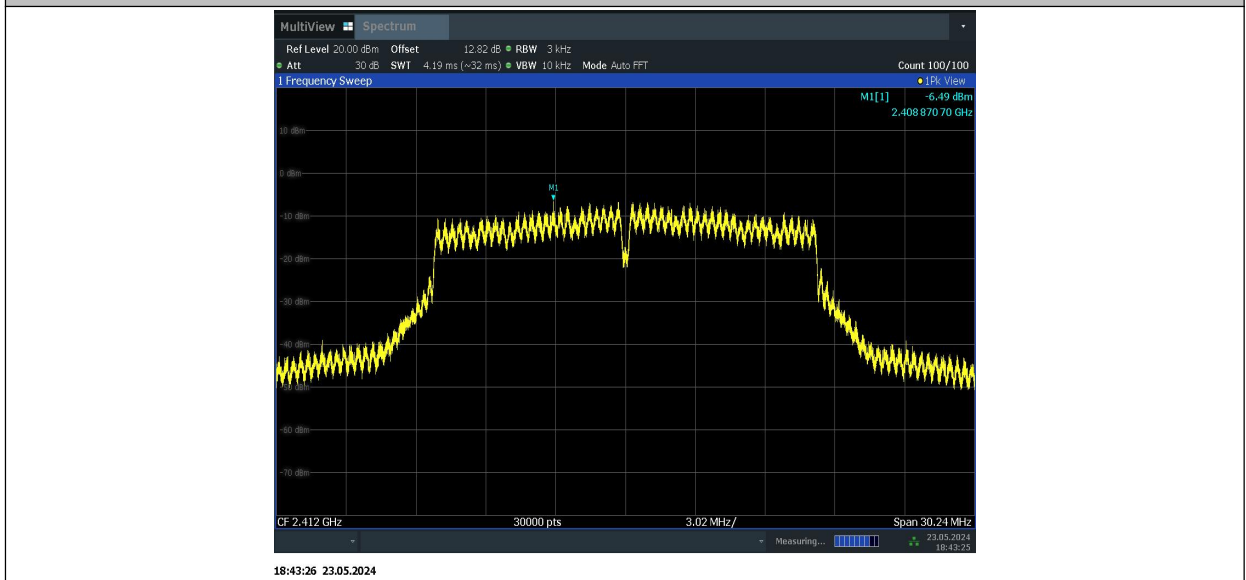 MultiView Spectrum
Ref Level 20.00 dBm Offset 12.82 dB RBW 3 kHz
Att 30 dB SWT 4.19 ms (~32 ms) VBW 10 kHz Mode Auto FFT Count 100/100
1 Frequency Sweep 1Pk View
M1[1] -6.49 dBm
2.408 870 70 GHz
10 dBm
0 dBm
M1
-10 dBm
-20 dBm
-30 dBm
-40 dBm
-50 dBm
-60 dBm
-70 dBm
CF 2.412 GHz 30000 pts 3.02 MHz/ Span 30.24 MHz
Measuring... 23.05.2024
18:43:25
18:43:26 23.05.2024